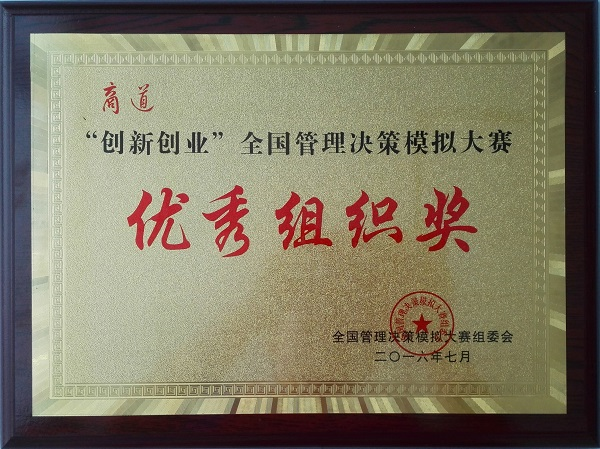 商道
“创新创业”全国管理决策模拟大赛
优秀组织奖
全国管理决策模拟大赛组委会
二〇一六年七月